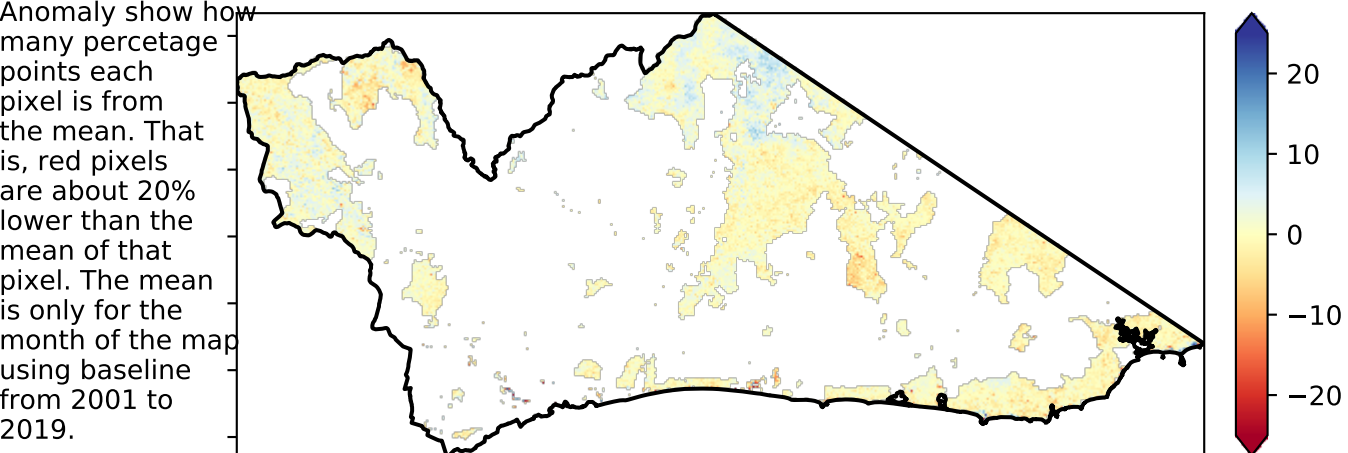 Anomaly show how
many percetage
points each
pixel is from
the mean. That
is, red pixels
are about 20%
lower than the
mean of that
pixel. The mean
is only for the
month of the map
using baseline
from 2001 to
2019.
20
10
0
−10
−20